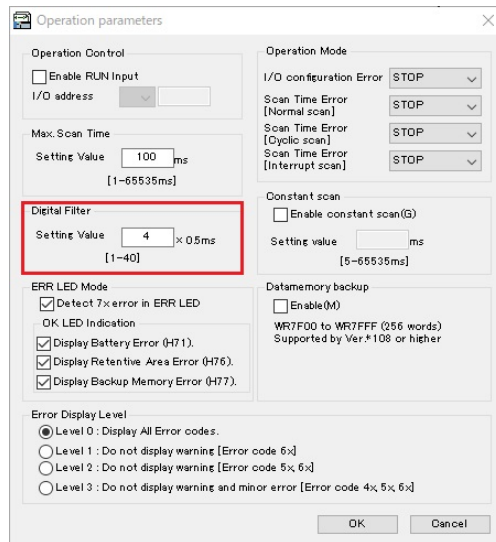 Operation parameters
Operation Control
Enable RUN Input
I/O address
Max. Scan Time
Setting Value 100 ms
[1-65535ms]
Digital Filter
Setting Value 4 × 0.5ms
[1-40]
ERR LED Mode
Detect 7x error in ERR LED
OK LED Indication
Display Battery Error (H71).
Display Retentive Area Error (H76).
Display Backup Memory Error (H77).
Operation Mode
I/O configuration Error STOP
Scan Time Error
[Normal scan] STOP
Scan Time Error
[Cyclic scan] STOP
Scan Time Error
[Interrupt scan] STOP
Constant scan
Enable constant scan(G)
Setting value ms
[5-65535ms]
Datamemory backup
Enable(M)
WR7F00 to WR7FFF (256 words)
Supported by Ver.*108 or higher
Error Display Level
Level 0 : Display All Error codes.
Level 1 : Do not display warning [Error code 6x]
Level 2 : Do not display warning [Error code 5x, 6x]
Level 3 : Do not display warning and minor error [Error code 4x, 5x, 6x]
OK Cancel